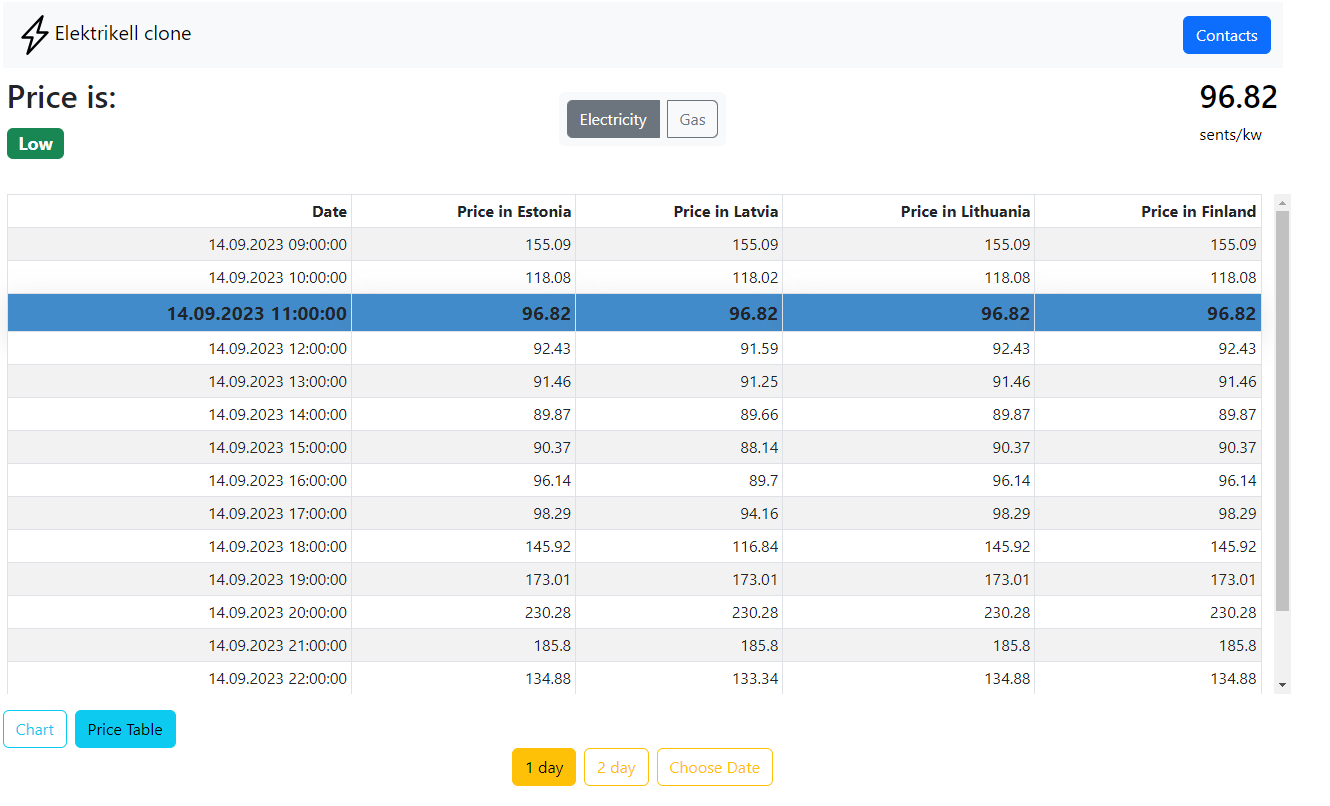 Elektrikell clone
Contacts
Price is:
Low
Electricity Gas
96.82
sents/kw
Date Price in Estonia Price in Latvia Price in Lithuania Price in Finland
14.09.2023 09:00:00 155.09 155.09 155.09 155.09
14.09.2023 10:00:00 118.08 118.02 118.08 118.08
14.09.2023 11:00:00 96.82 96.82 96.82 96.82
14.09.2023 12:00:00 92.43 91.59 92.43 92.43
14.09.2023 13:00:00 91.46 91.25 91.46 91.46
14.09.2023 14:00:00 89.87 89.66 89.87 89.87
14.09.2023 15:00:00 90.37 88.14 90.37 90.37
14.09.2023 16:00:00 96.14 89.7 96.14 96.14
14.09.2023 17:00:00 98.29 94.16 98.29 98.29
14.09.2023 18:00:00 145.92 116.84 145.92 145.92
14.09.2023 19:00:00 173.01 173.01 173.01 173.01
14.09.2023 20:00:00 230.28 230.28 230.28 230.28
14.09.2023 21:00:00 185.8 185.8 185.8 185.8
14.09.2023 22:00:00 134.88 133.34 134.88 134.88
Chart Price Table
1 day 2 day Choose Date